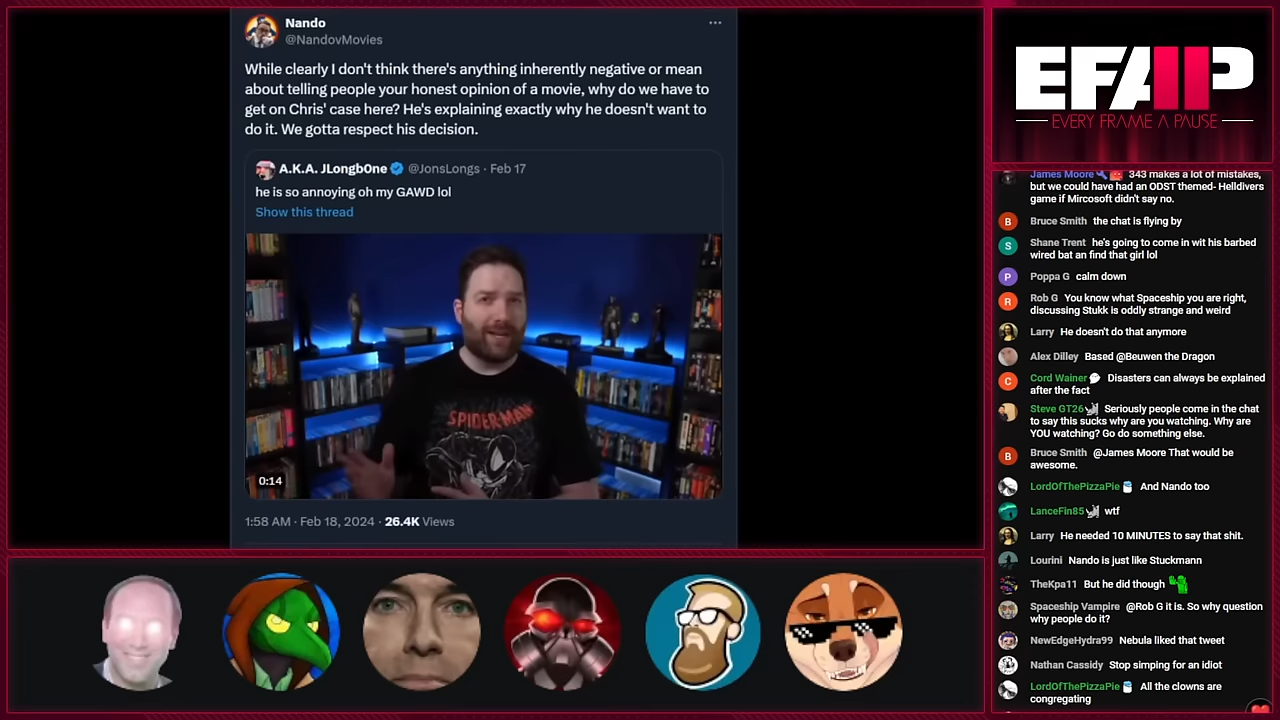 Nando
@NandovMovies
While clearly I don't think there's anything inherently negative or mean
about telling people your honest opinion of a movie, why do we have to
get on Chris' case here? He's explaining exactly why he doesn't want to
do it. We gotta respect his decision.
A.K.A. JLongbOne @JonsLongs · Feb 17
he is so annoying oh my GAWD lol
Show this thread
SPIDER-MAN
0:14
1:58 AM · Feb 18, 2024 · 26.4K Views
EFAP
EVERY FRAME A PAUSE
James Moore 343 makes a lot of mistakes,
but we could have had an ODST themed- Helldivers
game if Mircosoft didn't say no.
B Bruce Smith the chat is flying by
S Shane Trent he's going to come in wit his barbed
wired bat an find that girl lol
P Poppa G calm down
R Rob G You know what Spaceship you are right,
discussing Stukk is oddly strange and weird
Larry He doesn't do that anymore
Alex Dilley Based @Beuwen the Dragon
C Cord Wainer Disasters can always be explained
after the fact
Steve GT26 Seriously people come in the chat
to say this sucks why are you watching. Why are
YOU watching? Go do something else.
B Bruce Smith @James Moore That would be
awesome.
LordOfThePizzaPie And Nando too
LanceFin85 wtf
Larry He needed 10 MINUTES to say that shit.
Lourini Nando is just like Stuckmann
TheKpa11 But he did though
Spaceship Vampire @Rob G it is. So why question
why people do it?
NewEdgeHydra99 Nebula liked that tweet
Nathan Cassidy Stop simping for an idiot
LordOfThePizzaPie All the clowns are
congregating